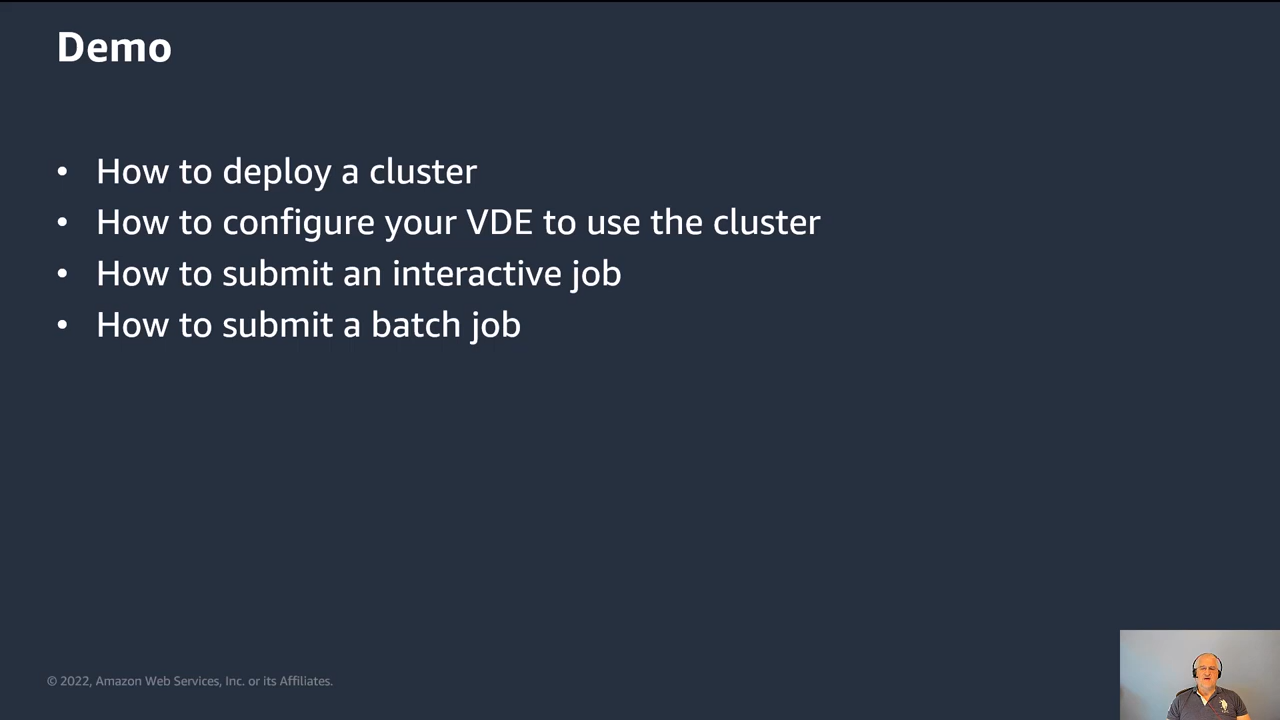 Demo
• How to deploy a cluster
• How to configure your VDE to use the cluster
• How to submit an interactive job
• How to submit a batch job
© 2022, Amazon Web Services, Inc. or its Affiliates.